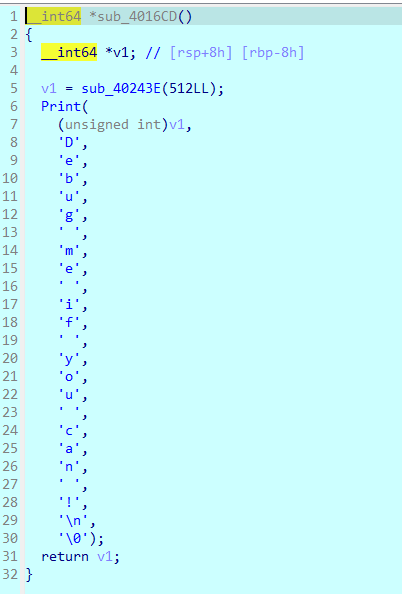 1 __int64 *sub_4016CD()
2 {
3 __int64 *v1; // [rsp+8h] [rbp-8h]
4
5 v1 = sub_40243E(512LL);
6 Print(
7 (unsigned int)v1,
8 'D',
9 'e',
10 'b',
11 'u',
12 'g',
13 ' ',
14 'm',
15 'e',
16 ' ',
17 'i',
18 'f',
19 ' ',
20 'y',
21 'o',
22 'u',
23 ' ',
24 'c',
25 'a',
26 'n',
27 ' ',
28 '!',
29 '\n',
30 '\0');
31 return v1;
32 }